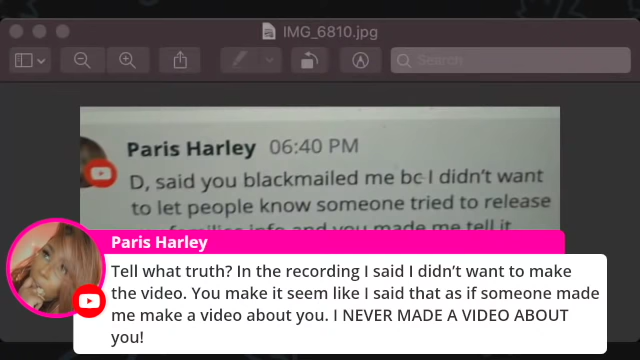 IMG_6810.jpg
Search
Paris Harley 06:40 PM
D, said you blackmailed me bc I didn't want
to let people know someone tried to release
families info and you made me tell it
Paris Harley
Tell what truth? In the recording I said I didn't want to make
the video. You make it seem like I said that as if someone made
me make a video about you. I NEVER MADE A VIDEO ABOUT
you!